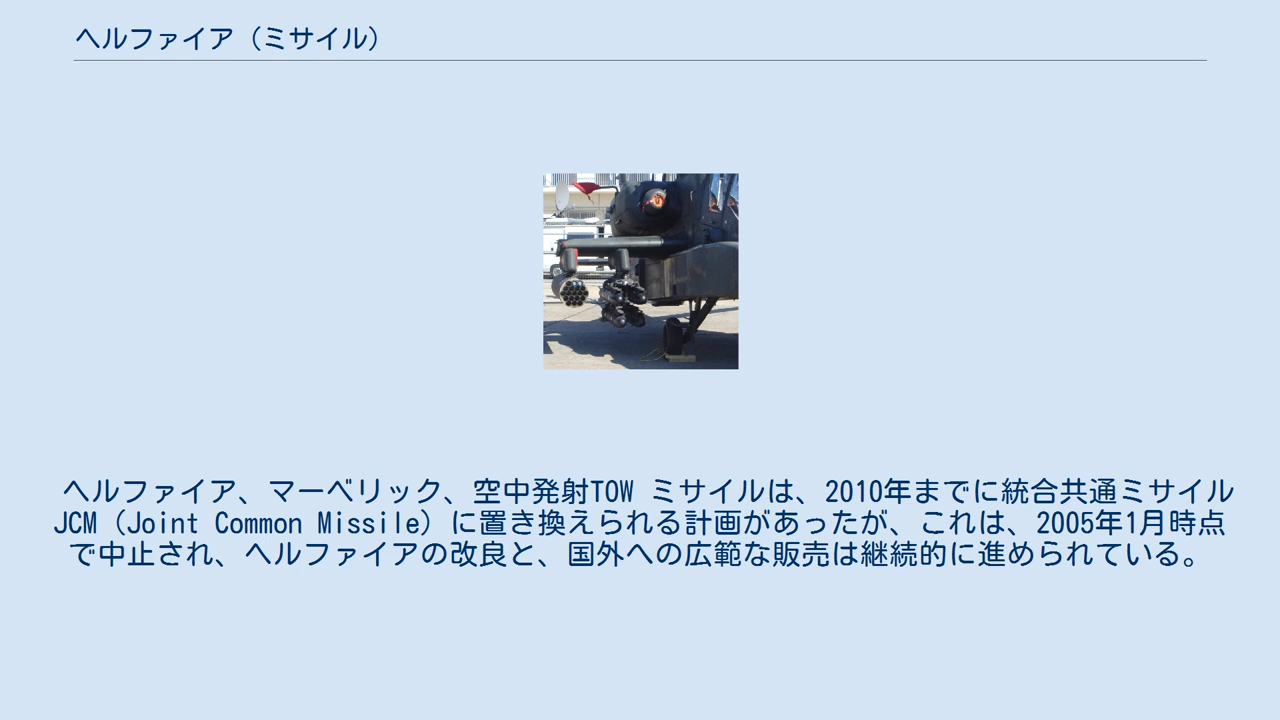 ヘルファイア（ミサイル）
ヘルファイア、マーベリック、空中発射TOW ミサイルは、2010年までに統合共通ミサイル
JCM（Joint Common Missile）に置き換えられる計画があったが、これは、2005年1月時点
で中止され、ヘルファイアの改良と、国外への広範な販売は継続的に進められている。